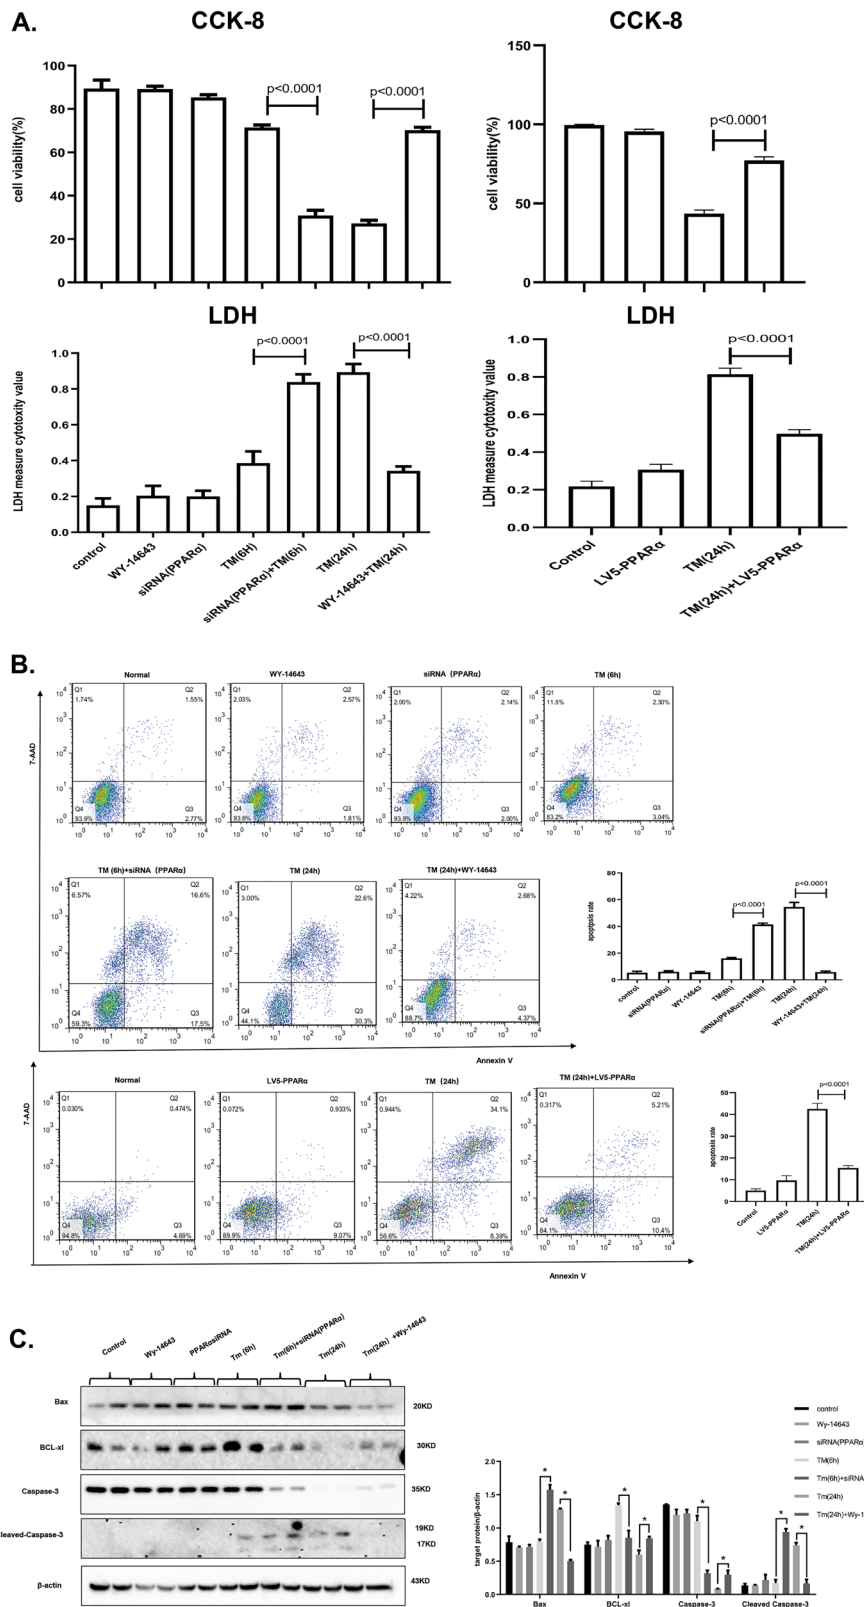 A.
CCK-8
cell viability(%)
100
80
60
40
20
0
p<0.0001
p<0.0001
CCK-8
cell viability(%)
150
100
50
0
p<0.0001
LDH
LDH measure cytotoxity value
1.0
0.8
0.6
0.4
0.2
0.0
p<0.0001
p<0.0001
control
WY-14643
siRNA(PPARα)
TM(6H)
siRNA(PPARα)+TM(6h)
TM(24h)
WY-14643+TM(24h)
LDH
LDH measure cytotoxity value
1.0
0.8
0.6
0.4
0.2
0.0
p<0.0001
Control
LV5-PPARα
TM(24h)
TM(24h)+LV5-PPARα
B.
7-AAD
Normal
Q1
1.74%
Q2
1.55%
Q4
93.9%
Q3
2.77%
WY-14643
Q1
2.03%
Q2
2.57%
Q4
93.6%
Q3
1.81%
siRNA (PPARα)
Q1
2.00%
Q2
2.14%
Q4
93.9%
Q3
2.00%
TM (6h)
Q1
11.5%
Q2
2.30%
Q4
83.2%
Q3
3.04%
TM (6h)+siRNA (PPARα)
Q1
6.57%
Q2
16.6%
Q4
59.3%
Q3
17.5%
TM (24h)
Q1
3.00%
Q2
22.6%
Q4
44.1%
Q3
30.3%
TM (24h)+WY-14643
Q1
4.22%
Q2
2.68%
Q4
88.7%
Q3
4.37%
Annexin V
apoptpsis rate
80
60
40
20
0
p<0.0001
p<0.0001
control
siRNA(PPARα)
WY-14643
TM(6h)
siRNA(PPARα)+TM(6h)
TM(24h)
WY-14643+TM(24h)
7-AAD
Normal
Q1
0.030%
Q2
0.474%
Q4
94.8%
Q3
4.69%
LV5-PPARα
Q1
0.072%
Q2
0.933%
Q4
89.9%
Q3
9.07%
TM (24h)
Q1
0.944%
Q2
34.1%
Q4
56.6%
Q3
8.39%
TM (24h)+LV5-PPARα
Q1
0.317%
Q2
5.21%
Q4
84.1%
Q3
10.4%
Annexin V
apoptosis rate
50
40
30
20
10
0
p<0.0001
Control
LV5-PPARα
TM(24h)
TM(24h)+LV5-PPARα
C.
Control
Wy-14643
PPARαsiRNA
Tm (6h)
Tm(6h)+siRNA(PPARα)
Tm(24h)
Tm(24h) +Wy-14643
Bax
20KD
BCL-xl
30KD
Caspase-3
35KD
leaved-Caspase-3
19KD
17KD
β-actin
43KD
target protein/β-actin
2.0
1.5
1.0
0.5
0.0
Bax
BCL-xl
Caspase-3
Cleaved Caspase-3
control
Wy-14643
siRNA(PPARα)
TM(6h)
Tm(6h)+siRNA
Tm(24h)
Tm(24h)+Wy-1